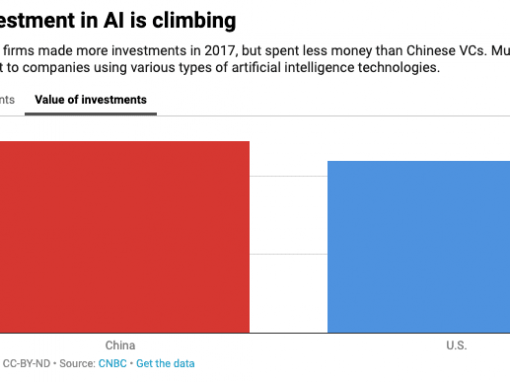 estment in AI is climbing
firms made more investments in 2017, but spent less money than Chinese VCs. Mu
t to companies using various types of artificial intelligence technologies.
nts Value of investments
China U.S.
CC-BY-ND • Source: CNBC • Get the data